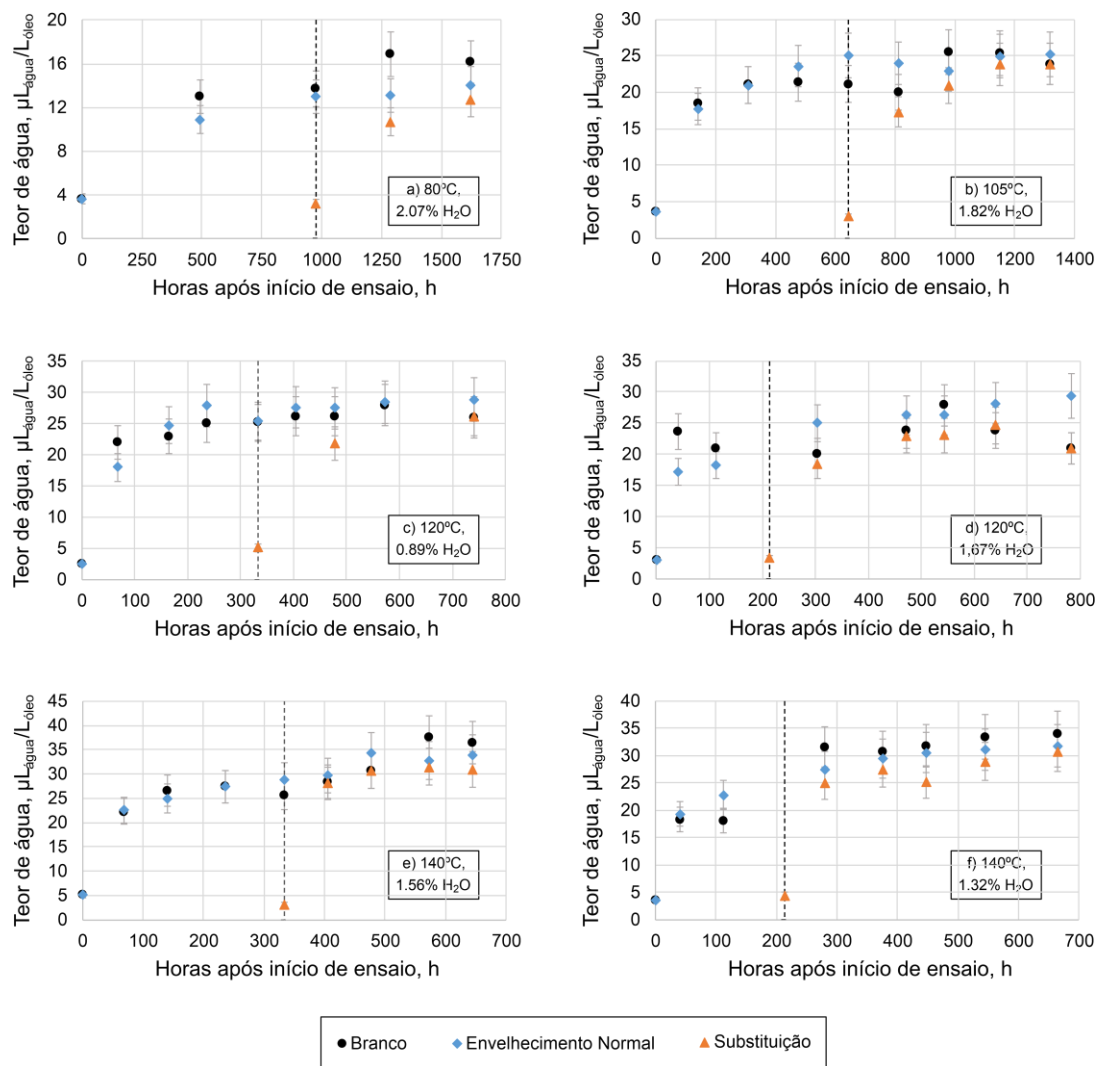 Teor de água, µLágua/Lóleo
20
16
12
8
4
0
0 250 500 750 1000 1250 1500 1750
Horas após início de ensaio, h
a) 80ºC,
2.07% H2O
Teor de água, µLágua/Lóleo
30
25
20
15
10
5
0
0 200 400 600 800 1000 1200 1400
Horas após início de ensaio, h
b) 105ºC,
1.82% H2O
Teor de água, µLágua/Lóleo
35
30
25
20
15
10
5
0
0 100 200 300 400 500 600 700 800
Horas após início de ensaio, h
c) 120ºC,
0.89% H2O
Teor de água, µLágua/Lóleo
35
30
25
20
15
10
5
0
0 100 200 300 400 500 600 700 800
Horas após início de ensaio, h
d) 120ºC,
1,67% H2O
Teor de água, µLágua/Lóleo
45
40
35
30
25
20
15
10
5
0
0 100 200 300 400 500 600 700
Horas após início de ensaio, h
e) 140ºC,
1.56% H2O
Teor de água, µLágua/Lóleo
40
35
30
25
20
15
10
5
0
0 100 200 300 400 500 600 700
Horas após início de ensaio, h
f) 140ºC,
1.32% H2O
Branco Envelhecimento Normal Substituição